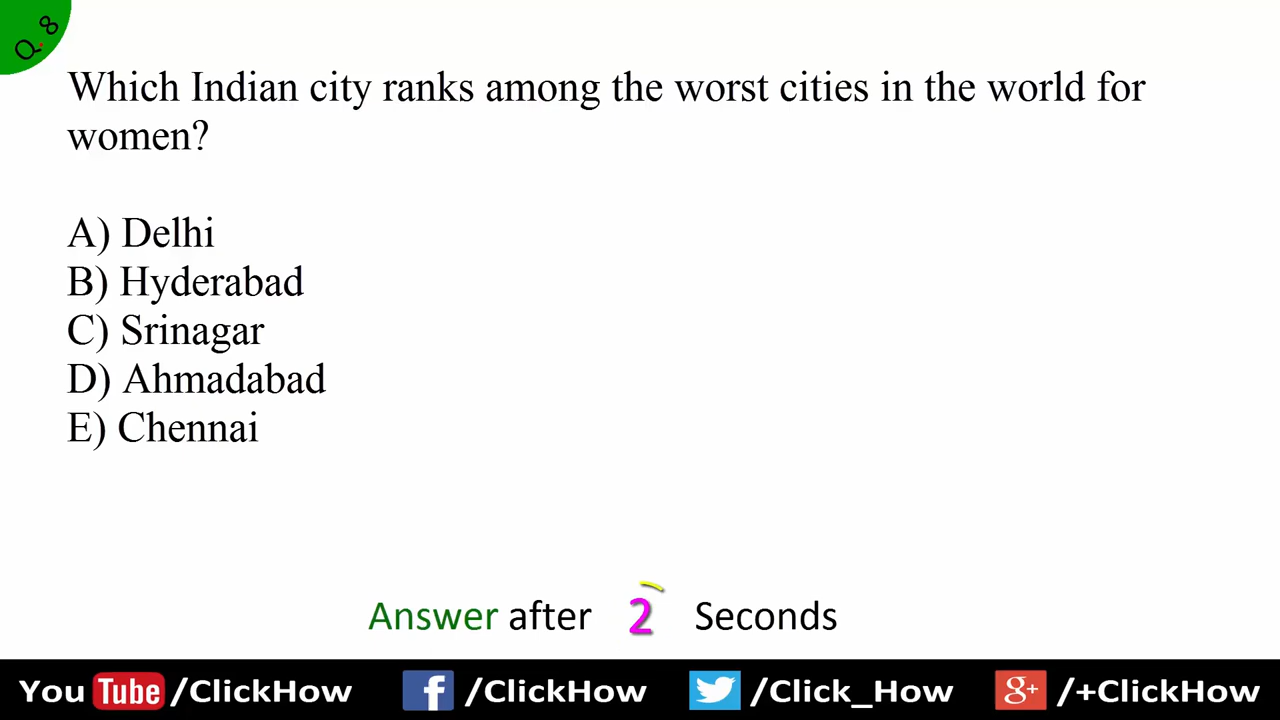 Q.8
Which Indian city ranks among the worst cities in the world for
women?
A) Delhi
B) Hyderabad
C) Srinagar
D) Ahmadabad
E) Chennai
Answer after 2 Seconds
You Tube /ClickHow f /ClickHow /Click_How g+ /+ClickHow